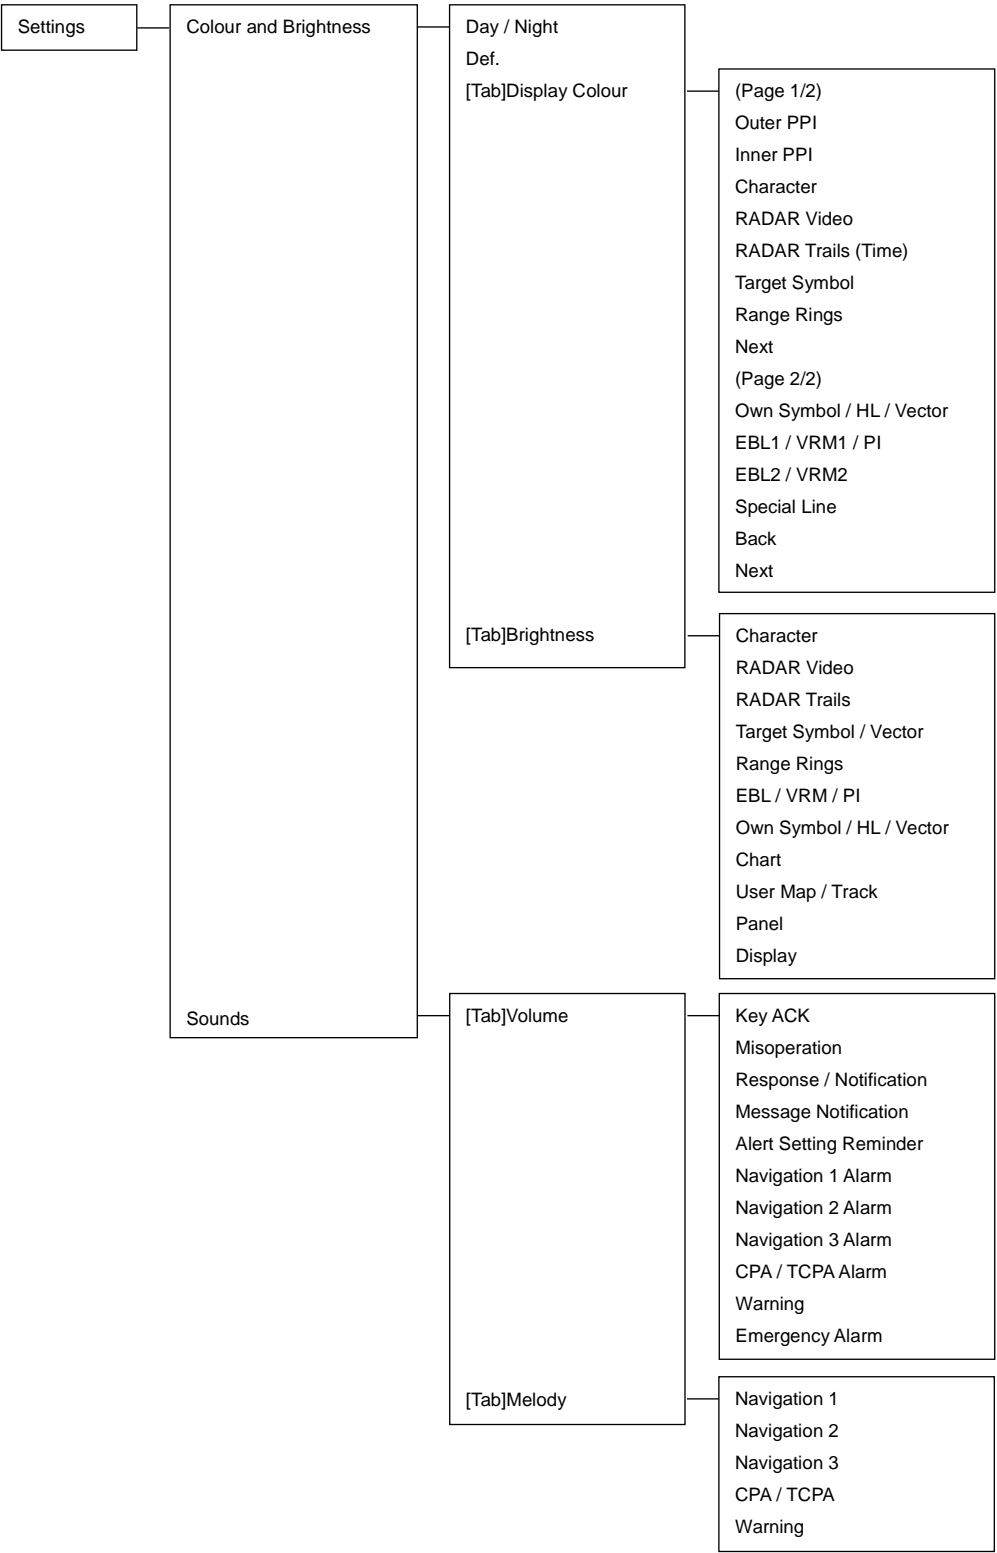 Settings
Colour and Brightness
Day / Night
Def.
[Tab]Display Colour
(Page 1/2)
Outer PPI
Inner PPI
Character
RADAR Video
RADAR Trails (Time)
Target Symbol
Range Rings
Next
(Page 2/2)
Own Symbol / HL / Vector
EBL1 / VRM1 / PI
EBL2 / VRM2
Special Line
Back
Next
[Tab]Brightness
Character
RADAR Video
RADAR Trails
Target Symbol / Vector
Range Rings
EBL / VRM / PI
Own Symbol / HL / Vector
Chart
User Map / Track
Panel
Display
Sounds
[Tab]Volume
Key ACK
Misoperation
Response / Notification
Message Notification
Alert Setting Reminder
Navigation 1 Alarm
Navigation 2 Alarm
Navigation 3 Alarm
CPA / TCPA Alarm
Warning
Emergency Alarm
[Tab]Melody
Navigation 1
Navigation 2
Navigation 3
CPA / TCPA
Warning